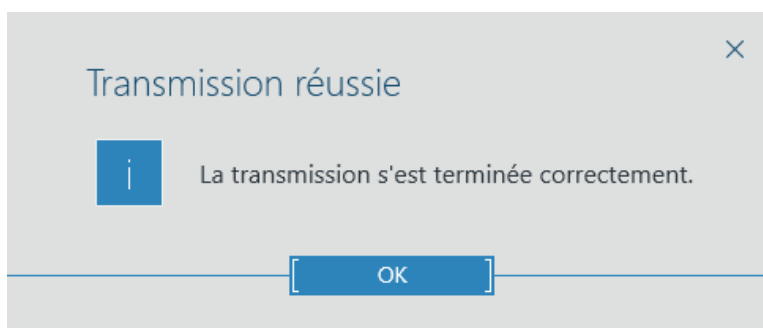 Transmission réussie
i
La transmission s'est terminée correctement.
[ OK ]